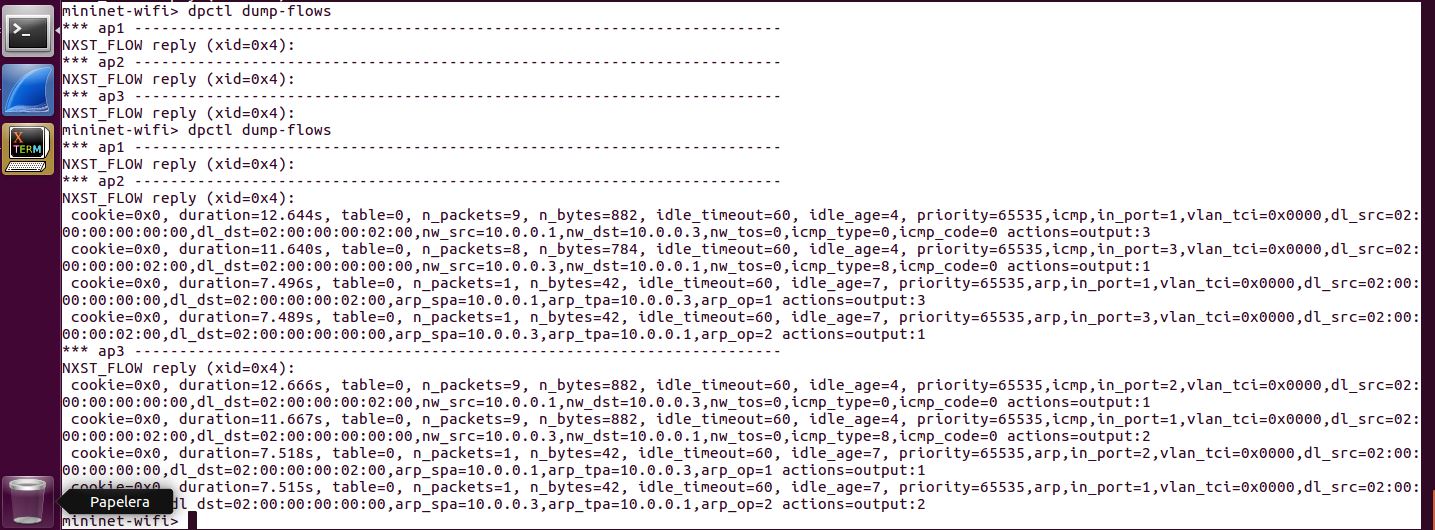 mininet-wifi> dpctl dump-flows
*** ap1 ------------------------------------------------------------------------
NXST_FLOW reply (xid=0x4):
*** ap2 ------------------------------------------------------------------------
NXST_FLOW reply (xid=0x4):
*** ap3 ------------------------------------------------------------------------
NXST_FLOW reply (xid=0x4):
mininet-wifi> dpctl dump-flows
*** ap1 ------------------------------------------------------------------------
NXST_FLOW reply (xid=0x4):
*** ap2 ------------------------------------------------------------------------
NXST_FLOW reply (xid=0x4):
 cookie=0x0, duration=12.644s, table=0, n_packets=9, n_bytes=882, idle_timeout=60, idle_age=4, priority=65535,icmp,in_port=1,vlan_tci=0x0000,dl_src=02:
00:00:00:00:00,dl_dst=02:00:00:00:02:00,nw_src=10.0.0.1,nw_dst=10.0.0.3,nw_tos=0,icmp_type=0,icmp_code=0 actions=output:3
 cookie=0x0, duration=11.640s, table=0, n_packets=8, n_bytes=784, idle_timeout=60, idle_age=4, priority=65535,icmp,in_port=3,vlan_tci=0x0000,dl_src=02:
00:00:00:02:00,dl_dst=02:00:00:00:00:00,nw_src=10.0.0.3,nw_dst=10.0.0.1,nw_tos=0,icmp_type=8,icmp_code=0 actions=output:1
 cookie=0x0, duration=7.496s, table=0, n_packets=1, n_bytes=42, idle_timeout=60, idle_age=7, priority=65535,arp,in_port=1,vlan_tci=0x0000,dl_src=02:00:
00:00:00:00,dl_dst=02:00:00:00:02:00,arp_spa=10.0.0.1,arp_tpa=10.0.0.3,arp_op=1 actions=output:3
 cookie=0x0, duration=7.489s, table=0, n_packets=1, n_bytes=42, idle_timeout=60, idle_age=7, priority=65535,arp,in_port=3,vlan_tci=0x0000,dl_src=02:00:
00:00:02:00,dl_dst=02:00:00:00:00:00,arp_spa=10.0.0.3,arp_tpa=10.0.0.1,arp_op=2 actions=output:1
*** ap3 ------------------------------------------------------------------------
NXST_FLOW reply (xid=0x4):
 cookie=0x0, duration=12.666s, table=0, n_packets=9, n_bytes=882, idle_timeout=60, idle_age=4, priority=65535,icmp,in_port=2,vlan_tci=0x0000,dl_src=02:
00:00:00:00:00,dl_dst=02:00:00:00:02:00,nw_src=10.0.0.1,nw_dst=10.0.0.3,nw_tos=0,icmp_type=0,icmp_code=0 actions=output:1
 cookie=0x0, duration=11.667s, table=0, n_packets=9, n_bytes=882, idle_timeout=60, idle_age=4, priority=65535,icmp,in_port=1,vlan_tci=0x0000,dl_src=02:
00:00:00:02:00,dl_dst=02:00:00:00:00:00,nw_src=10.0.0.3,nw_dst=10.0.0.1,nw_tos=0,icmp_type=8,icmp_code=0 actions=output:2
 cookie=0x0, duration=7.518s, table=0, n_packets=1, n_bytes=42, idle_timeout=60, idle_age=7, priority=65535,arp,in_port=2,vlan_tci=0x0000,dl_src=02:00:
00:00:00:00,dl_dst=02:00:00:00:02:00,arp_spa=10.0.0.1,arp_tpa=10.0.0.3,arp_op=1 actions=output:1
 cookie=0x0, duration=7.515s, table=0, n_packets=1, n_bytes=42, idle_timeout=60, idle_age=7, priority=65535,arp,in_port=1,vlan_tci=0x0000,dl_src=02:00:
dl_dst=02:00:00:00:00:00,arp_spa=10.0.0.3,arp_tpa=10.0.0.1,arp_op=2 actions=output:2
mininet-wifi>
X
TERM
Papelera